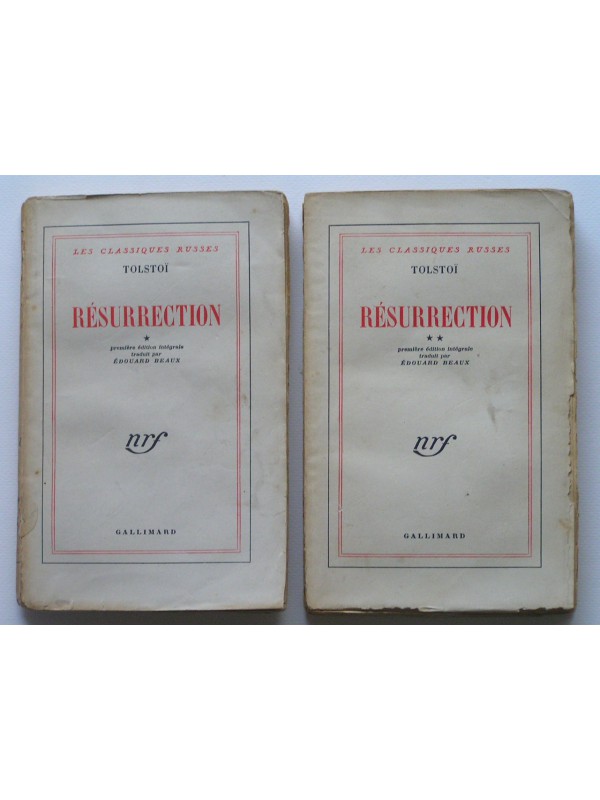 LES CLASSIQUES RUSSES
TOLSTOÏ
RÉSURRECTION
*
première édition intégrale
traduit par
ÉDOUARD BEAUX
nrf
GALLIMARD
LES CLASSIQUES RUSSES
TOLSTOÏ
RÉSURRECTION
**
première édition intégrale
traduit par
ÉDOUARD BEAUX
nrf
GALLIMARD